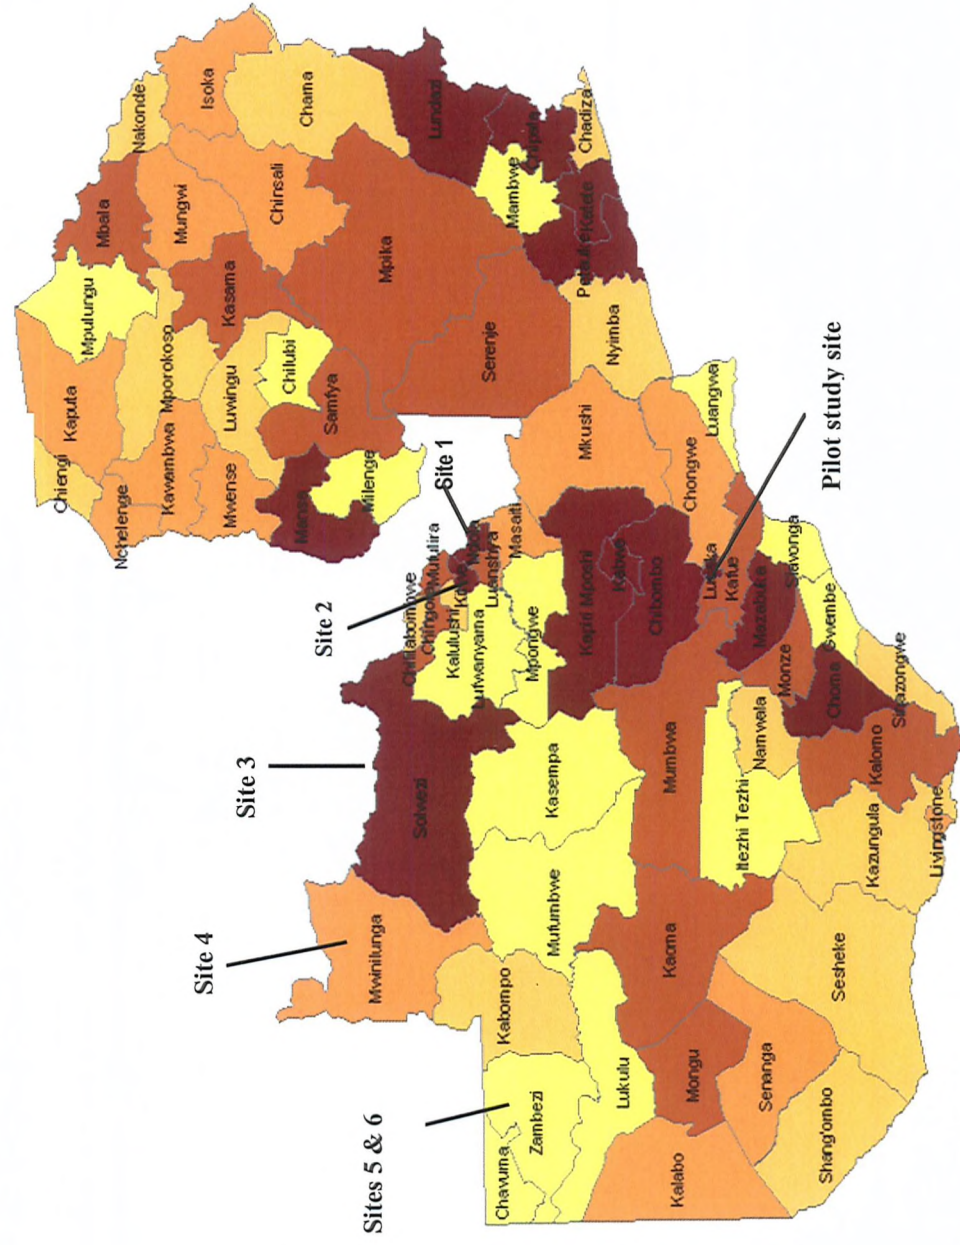 Sites 5 & 6
Site 4
Site 3
Site 2
Site 1
Pilot study site
Chavuma
Zambezi
Lukulu
Kalabo
Mongu
Senanga
Shang'ombo
Sesheke
Kaoma
Kabompo
Mwinilunga
Mufumbwe
Kasempa
Solwezi
Mumbwa
Itezhi Tezhi
Namwala
Kazungula
Livingstone
Kalomo
Choma
Sinazongwe
Gwembe
Monze
Mazabuka
Siavonga
Kafue
Chongwe
Luangwa
Chibombo
Kapiri Mposhi
Mkushi
Mpongwe
Lufwanyama
Kalulushi
Chililabombwe
Chingola
Mufulira
Luanshya
Masaiti
Serenje
Mpika
Nyimba
Katete
Chadiza
Mambwe
Lundazi
Chama
Isoka
Nakonde
Chinsali
Mungwi
Mbala
Kasama
Mpulungu
Mporokoso
Luwingu
Chilubi
Samfya
Milenge
Mansa
Mwense
Kawambwa
Nchelenge
Chiengi
Kaputa